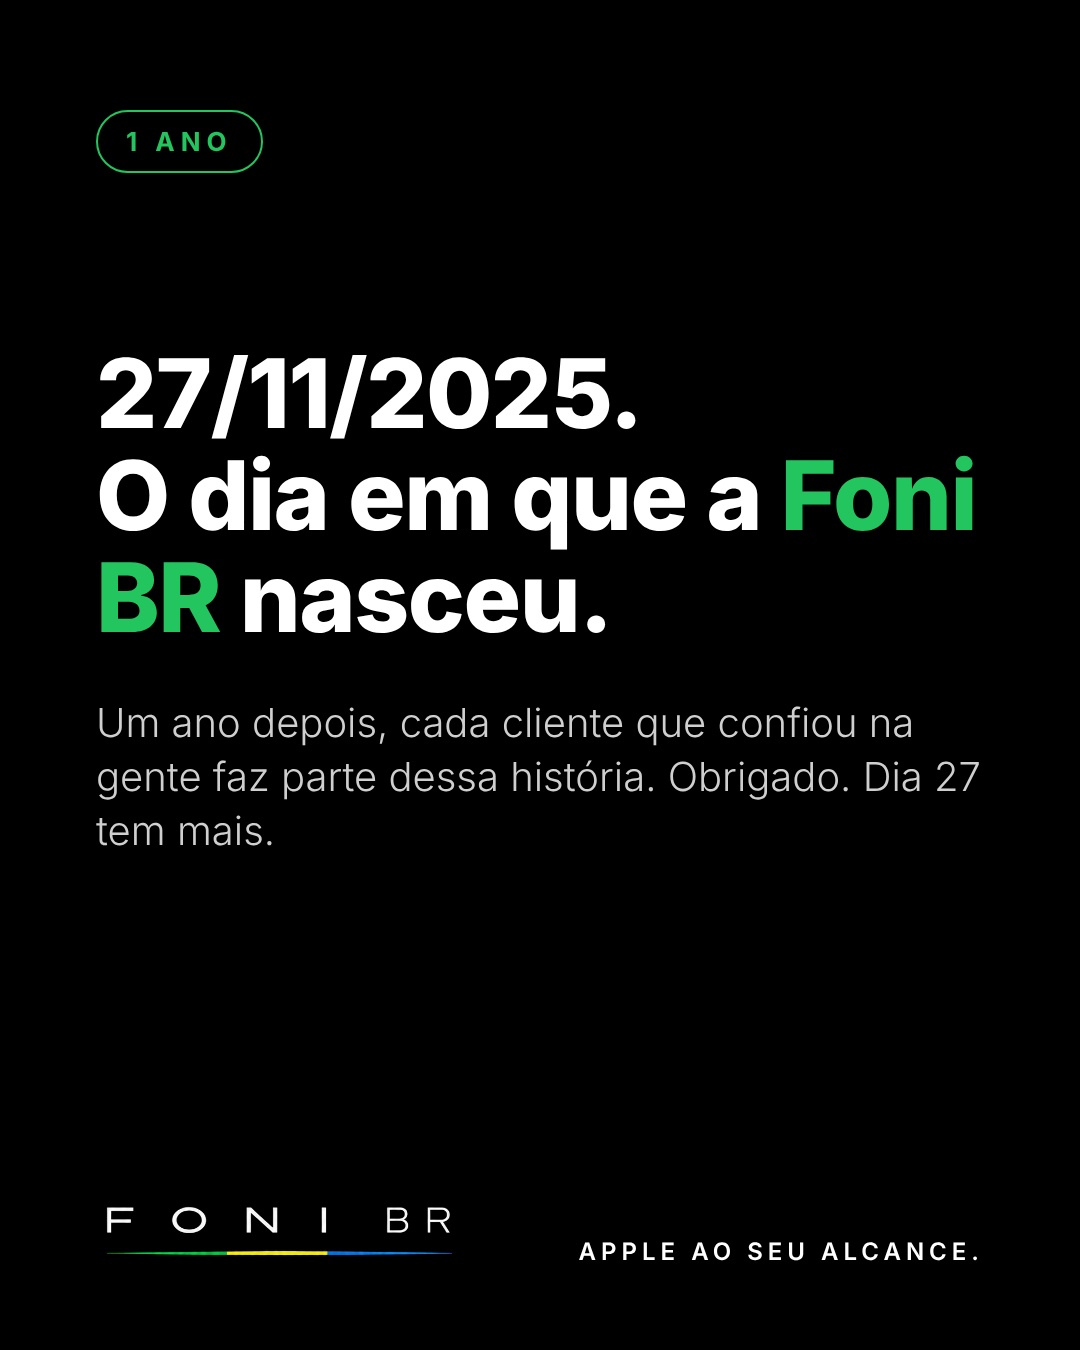 1 ANO
27/11/2025.
O dia em que a Foni
BR nasceu.
Um ano depois, cada cliente que confiou na
gente faz parte dessa história. Obrigado. Dia 27
tem mais.
FONI BR
APPLE AO SEU ALCANCE.